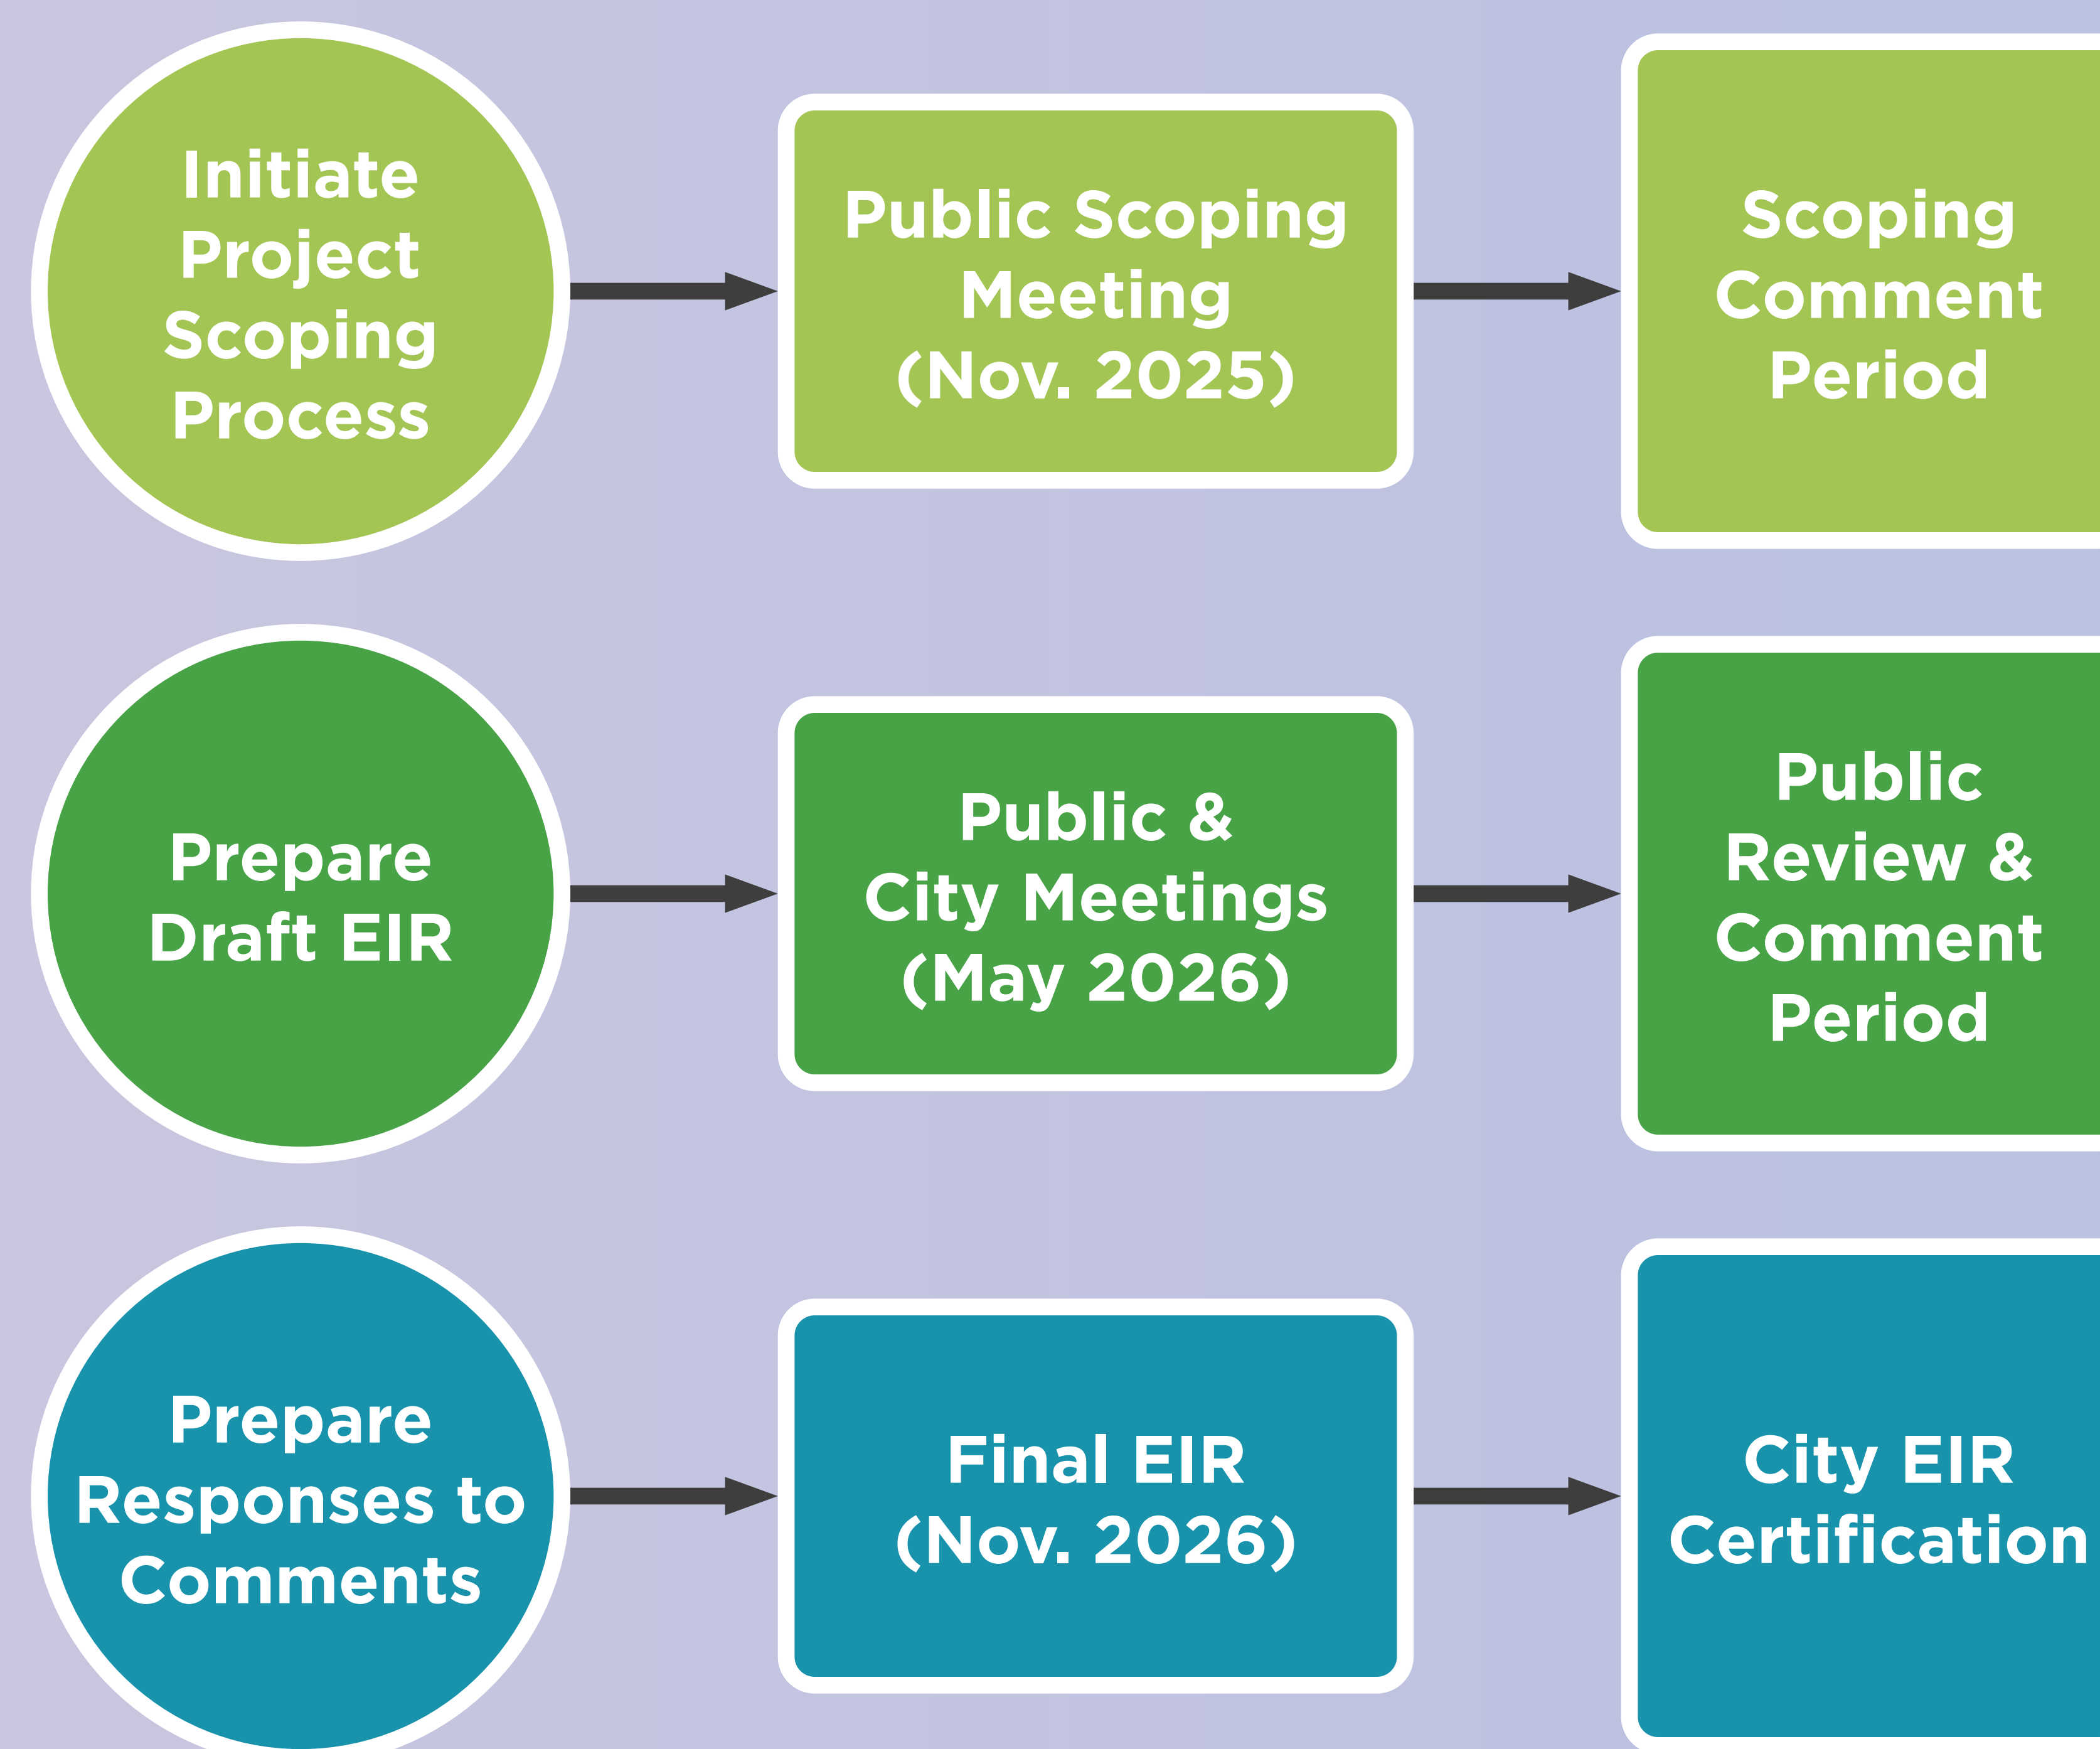 Initiate
Project
Scoping
Process
Public Scoping
Meeting
(Nov. 2025)
Scoping
Comment
Period
Prepare
Draft EIR
Public &
City Meetings
(May 2026)
Public
Review &
Comment
Period
Prepare
Responses to
Comments
Final EIR
(Nov. 2026)
City EIR
Certification